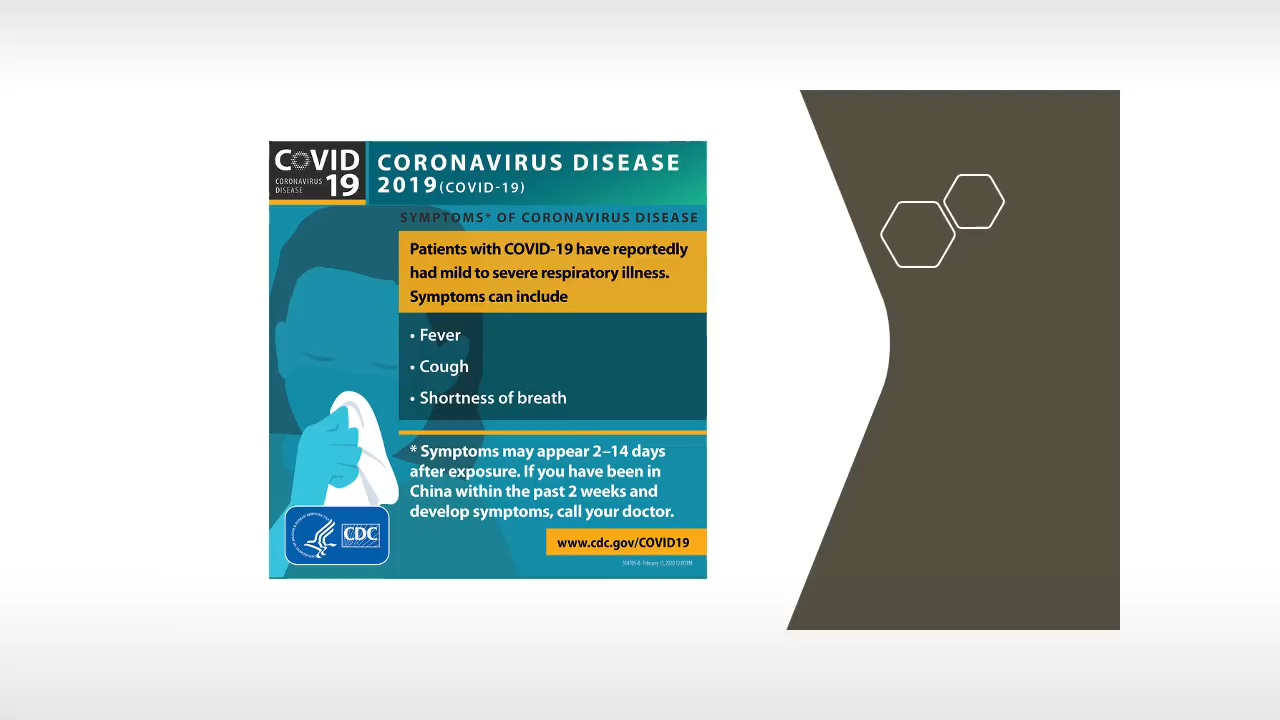 COVID
CORONAVIRUS
DISEASE
19
CORONAVIRUS DISEASE
2019 (COVID-19)
SYMPTOMS* OF CORONAVIRUS DISEASE
Patients with COVID-19 have reportedly
had mild to severe respiratory illness.
Symptoms can include
• Fever
• Cough
• Shortness of breath
* Symptoms may appear 2–14 days
after exposure. If you have been in
China within the past 2 weeks and
develop symptoms, call your doctor.
CDC
www.cdc.gov/COVID19